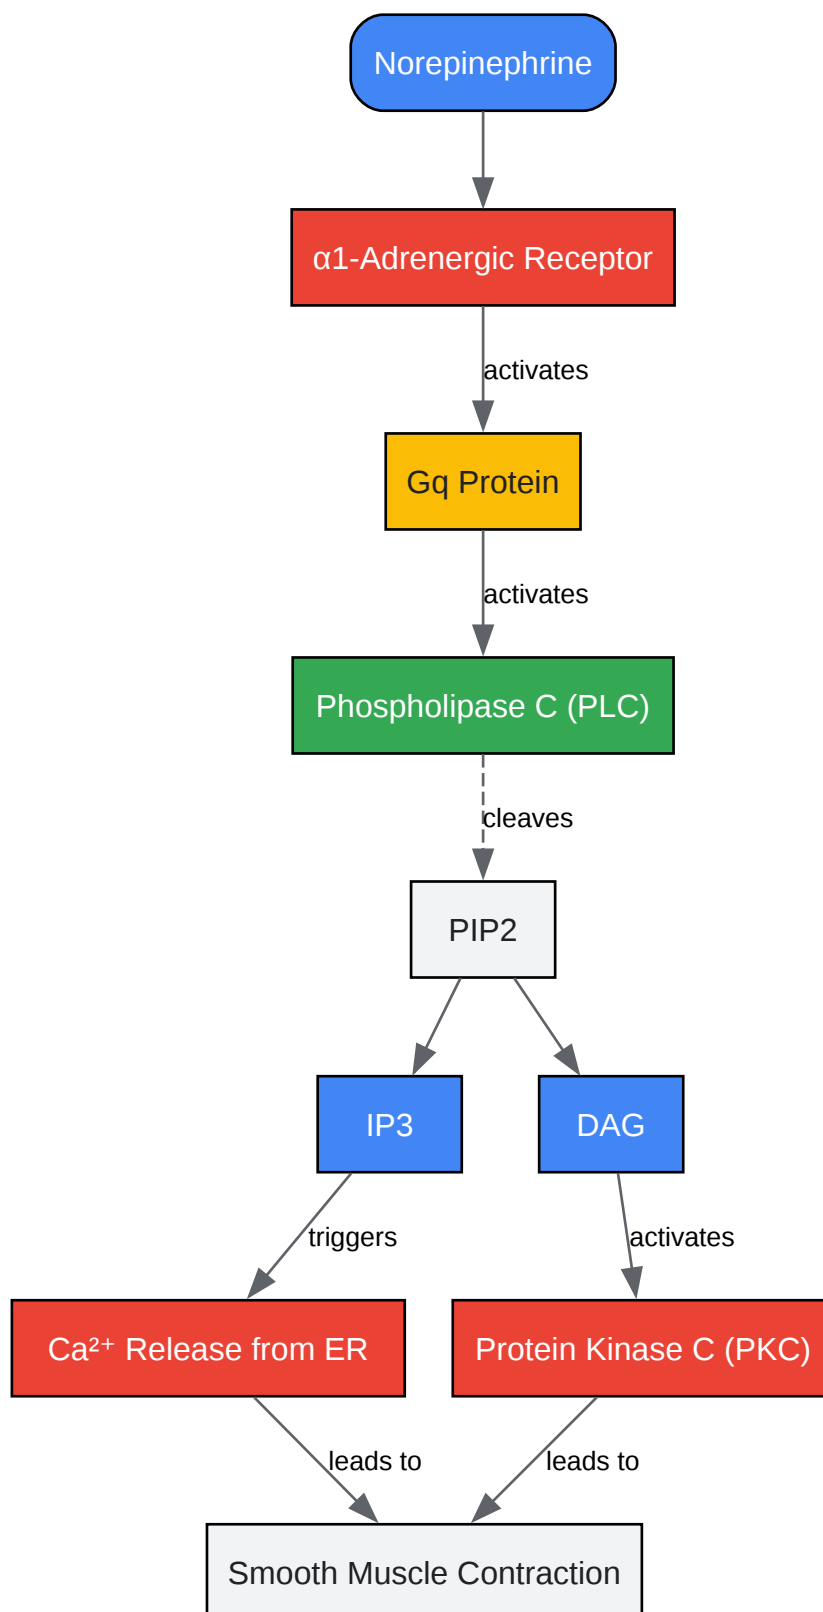 Norepinephrine
α1-Adrenergic Receptor
activates
Gq Protein
activates
Phospholipase C (PLC)
cleaves
PIP2
IP3
DAG
triggers
activates
Ca²⁺ Release from ER
Protein Kinase C (PKC)
leads to
leads to
Smooth Muscle Contraction